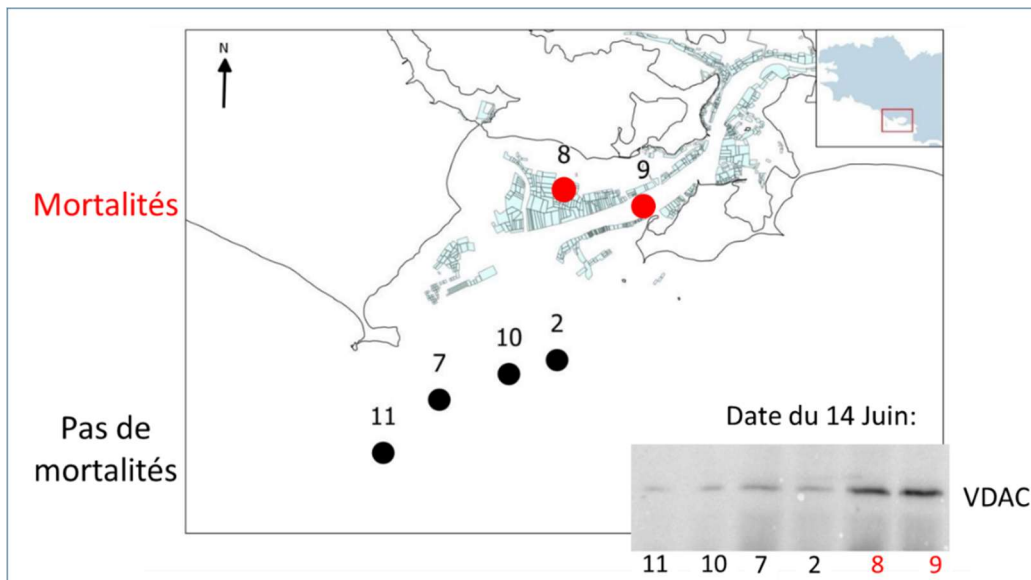 N
8
9
Mortalités
2
10
7
11
Pas de
mortalités
Date du 14 Juin:
VDAC
11 10 7 2 8 9